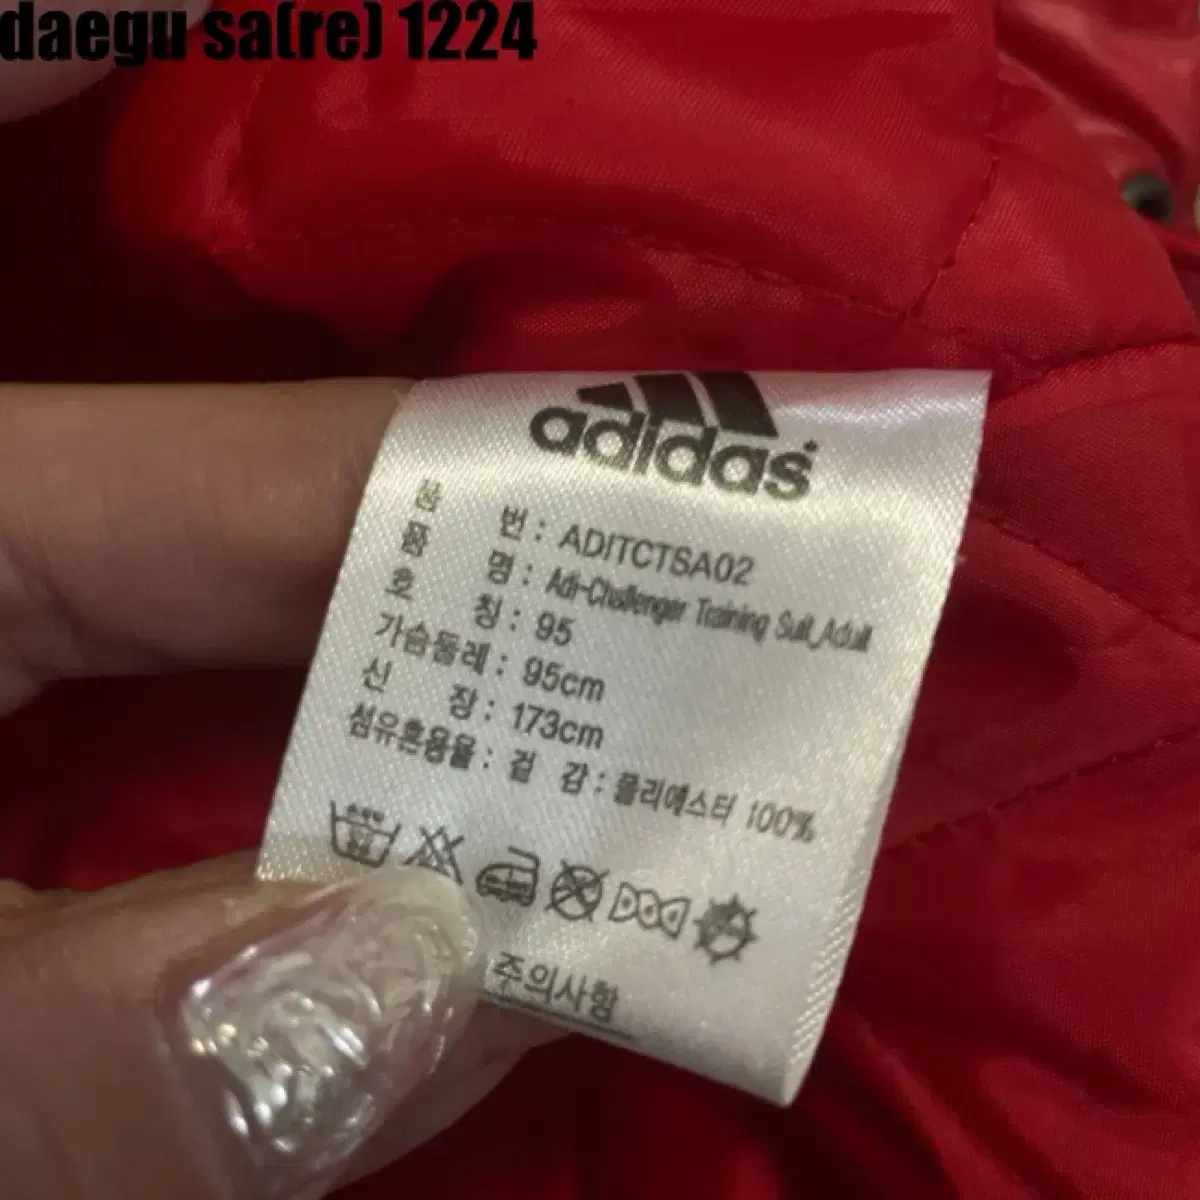 daegu sa(re) 1224
adidas
품 번 : ADITCTSA02
품 명 : Adi-Challenger Training Suit_Adult
호 칭 : 95
가슴둘레 : 95cm
신 장 : 173cm
섬유혼용율 : 겉 감 : 폴리에스터 100%
주의사항